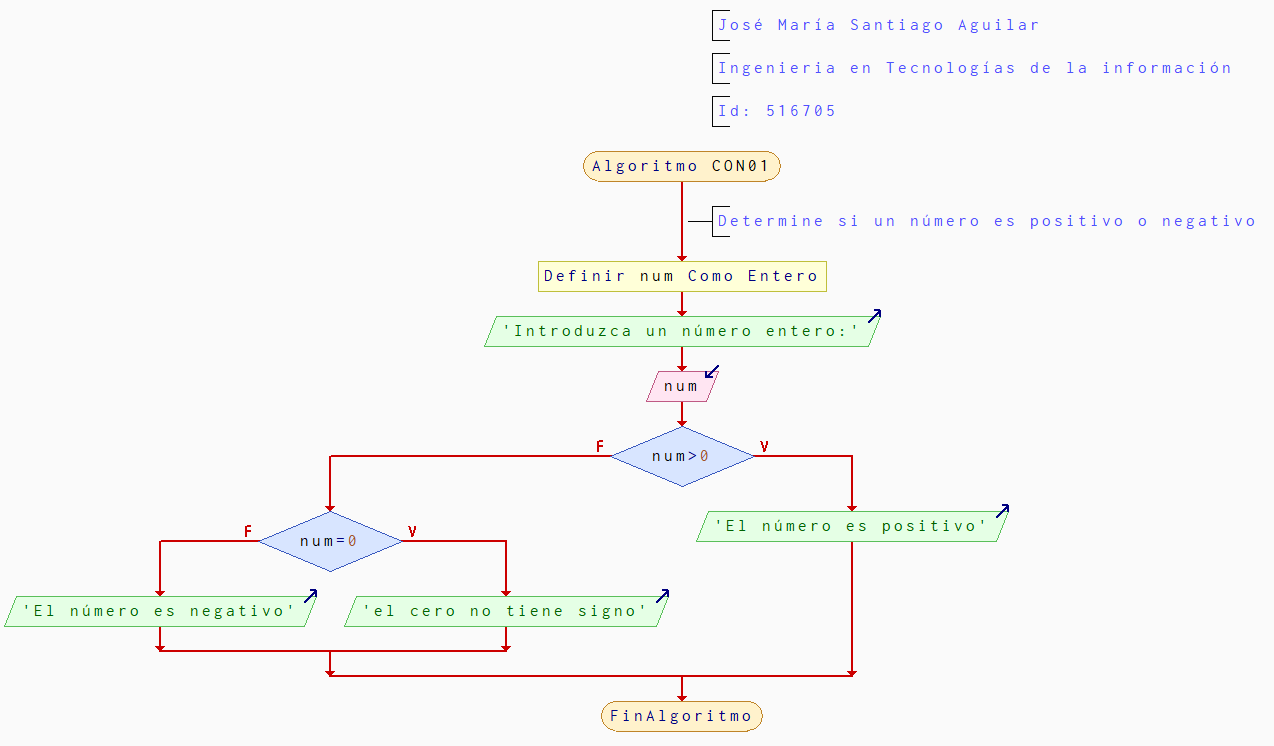 José María Santiago Aguilar
Ingenieria en Tecnologías de la información
Id: 516705
Algoritmo CON01
Determine si un número es positivo o negativo
Definir num Como Entero
'Introduzca un número entero:'
num
F
num>0
V
'El número es positivo'
F
num=0
V
'El número es negativo'
'el cero no tiene signo'
FinAlgoritmo